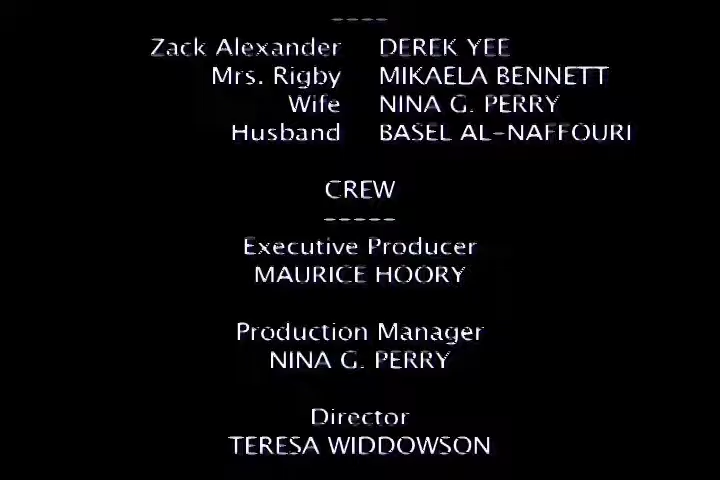 ----
Zack Alexander DEREK YEE
Mrs. Rigby MIKAELA BENNETT
Wife NINA G. PERRY
Husband BASEL AL-NAFFOURI
CREW
-----
Executive Producer
MAURICE HOORY
Production Manager
NINA G. PERRY
Director
TERESA WIDDOWSON